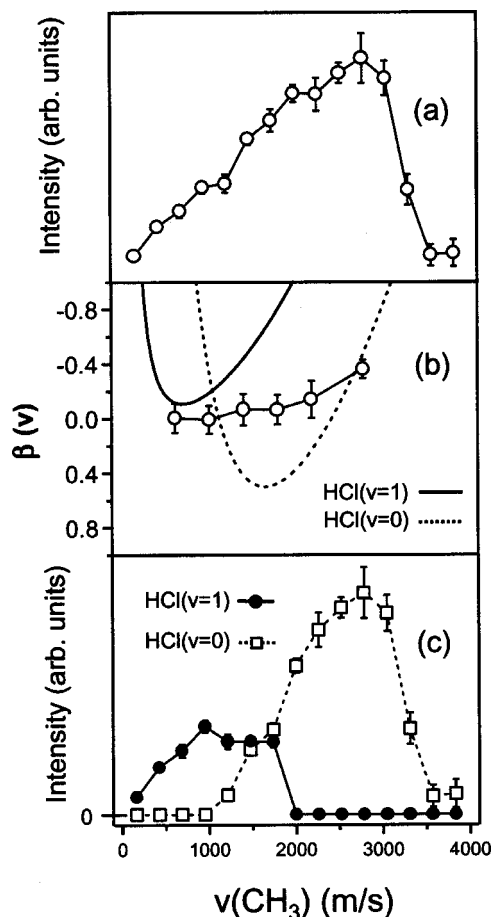 Intensity (arb. units)
(a)
β (v)
-0.8
-0.4
0.0
0.4
0.8
(b)
HCl(v=1)
HCl(v=0)
Intensity (arb. units)
0
HCl(v=1)
HCl(v=0)
(c)
0 1000 2000 3000 4000
v(CH₃) (m/s)